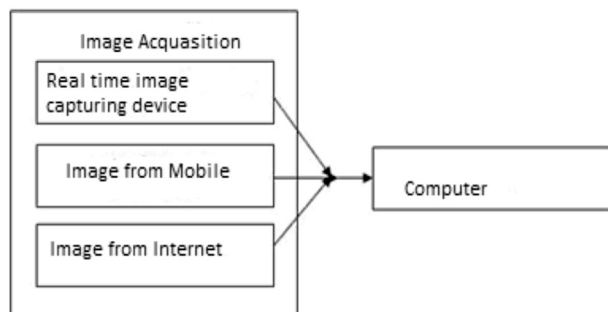 Image Acquasition
Real time image
capturing device
Image from Mobile
Computer
Image from Internet